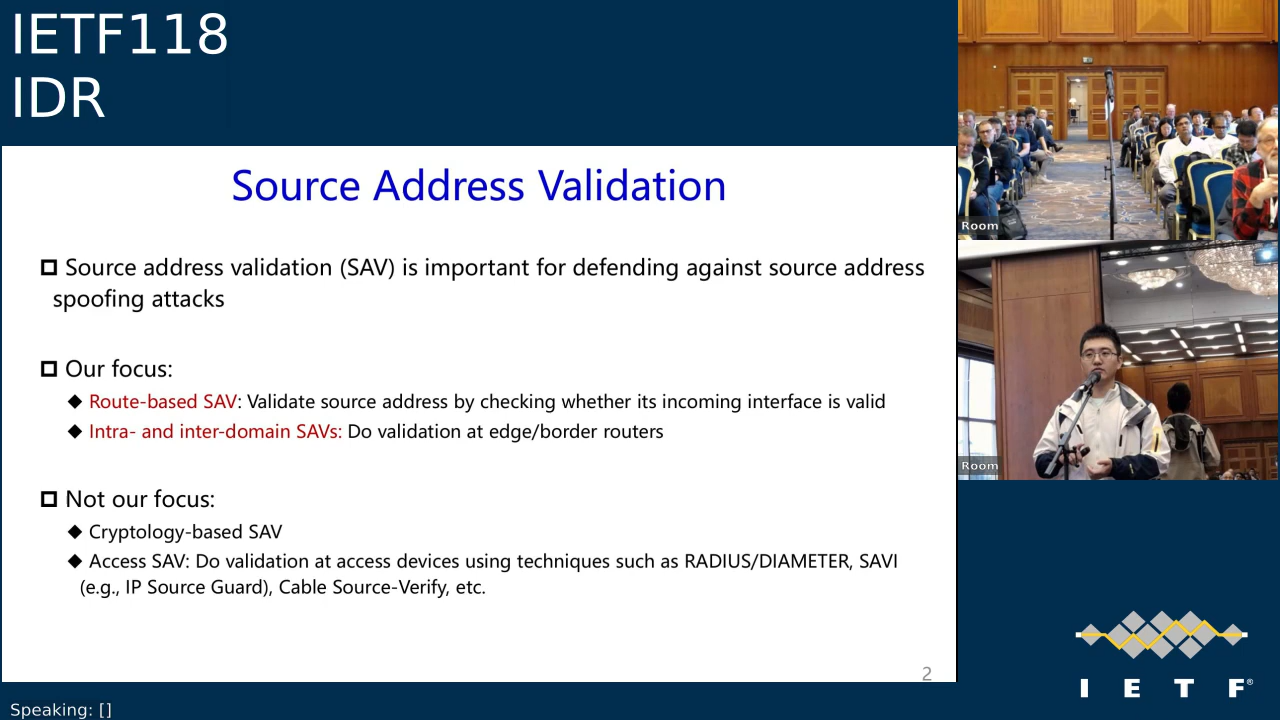 IETF118
IDR
Source Address Validation
Source address validation (SAV) is important for defending against source address
spoofing attacks
Our focus:
Route-based SAV: Validate source address by checking whether its incoming interface is valid
Intra- and inter-domain SAVs: Do validation at edge/border routers
Not our focus:
Cryptology-based SAV
Access SAV: Do validation at access devices using techniques such as RADIUS/DIAMETER, SAVI
(e.g., IP Source Guard), Cable Source-Verify, etc.
2
Room
Room
I E T F®
Speaking: []